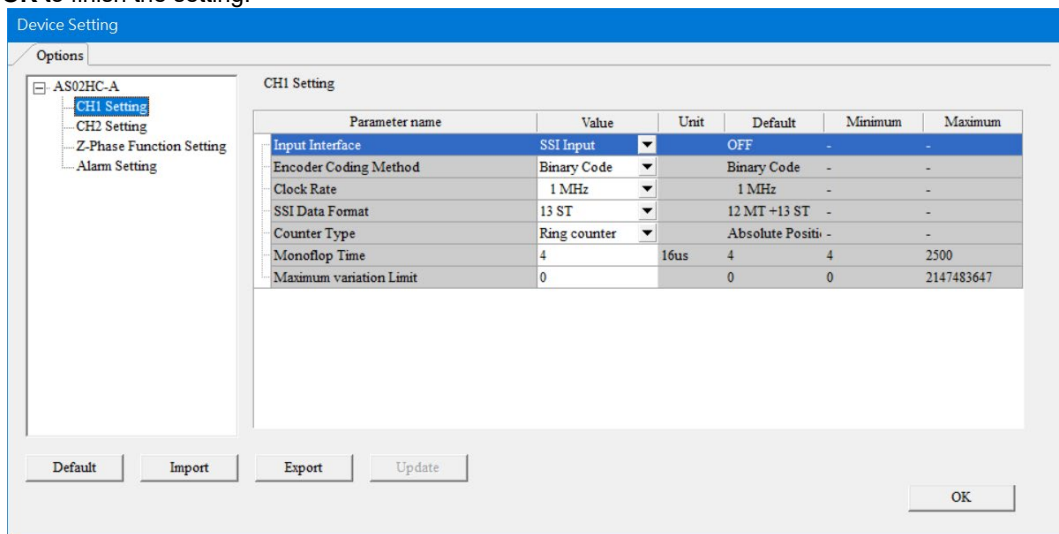 OK to finish the setting.
Device Setting
Options
AS02HC-A
CH1 Setting
CH2 Setting
Z-Phase Function Setting
Alarm Setting
CH1 Setting
Parameter name Value Unit Default Minimum Maximum
Input Interface SSI Input OFF - -
Encoder Coding Method Binary Code Binary Code - -
Clock Rate 1 MHz 1 MHz - -
SSI Data Format 13 ST 12 MT +13 ST - -
Counter Type Ring counter Absolute Positi - -
Monoflop Time 4 16us 4 4 2500
Maximum variation Limit 0 0 0 2147483647
Default Import Export Update
OK